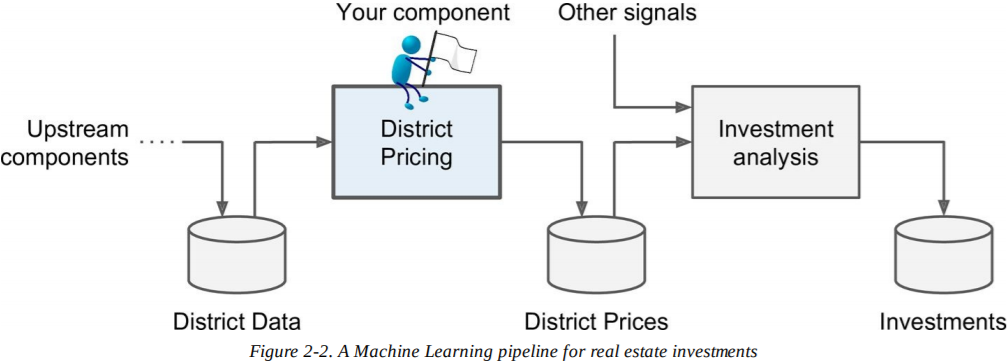 Your component
Other signals
Upstream
components
District
Pricing
Investment
analysis
District Data
District Prices
Investments
Figure 2-2. A Machine Learning pipeline for real estate investments